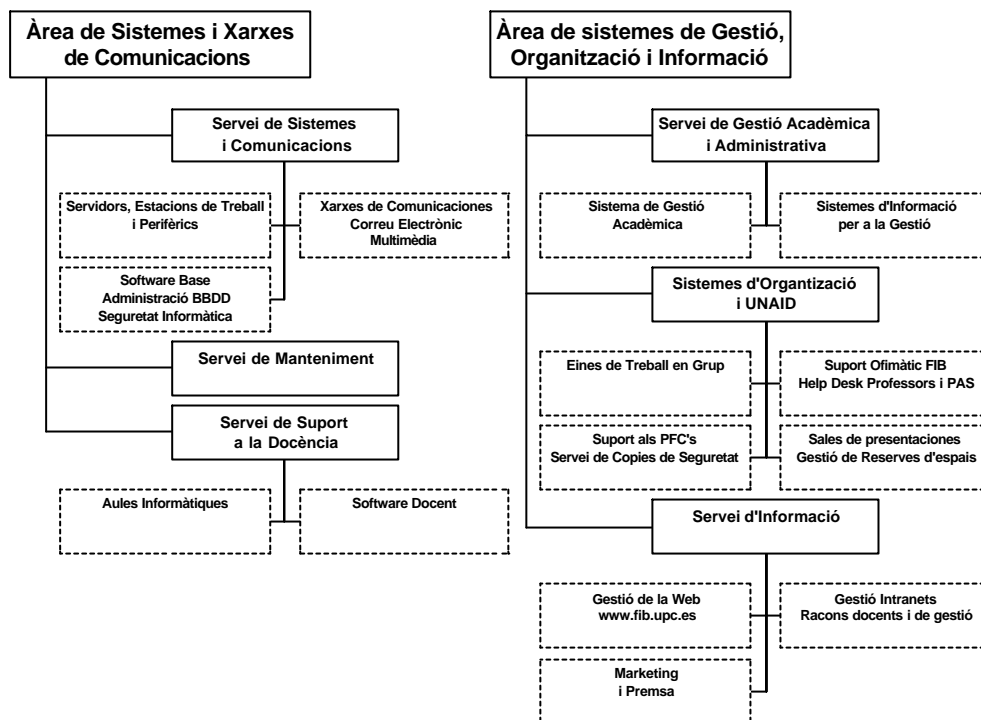 Àrea de Sistemes i Xarxes
de Comunicacions
Servei de Sistemes
i Comunicacions
Servidors, Estacions de Treball
i Perifèrics
Xarxes de Comunicaciones
Correu Electrònic
Multimèdia
Software Base
Administració BBDD
Seguretat Informàtica
Servei de Manteniment
Servei de Suport
a la Docència
Aules Informàtiques
Software Docent
Àrea de sistemes de Gestió,
Organització i Informació
Servei de Gestió Acadèmica
i Administrativa
Sistema de Gestió
Acadèmica
Sistemes d'Informació
per a la Gestió
Sistemes d'Organtizació
i UNAID
Eines de Treball en Grup
Suport Ofimàtic FIB
Help Desk Professors i PAS
Suport als PFC's
Servei de Copies de Seguretat
Sales de presentaciones
Gestió de Reserves d'espais
Servei d'Informació
Gestió de la Web
www.fib.upc.es
Gestió Intranets
Racons docents i de gestió
Marketing
i Premsa